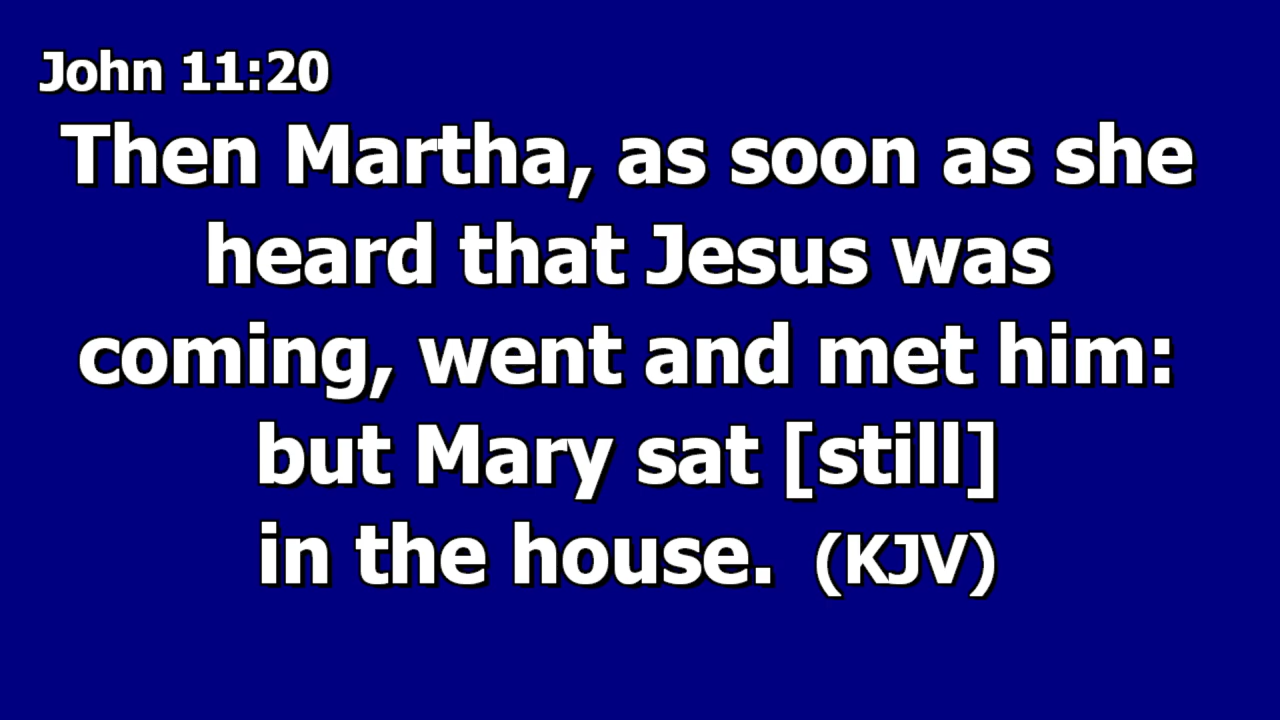 John 11:20
Then Martha, as soon as she
heard that Jesus was
coming, went and met him:
but Mary sat [still]
in the house. (KJV)